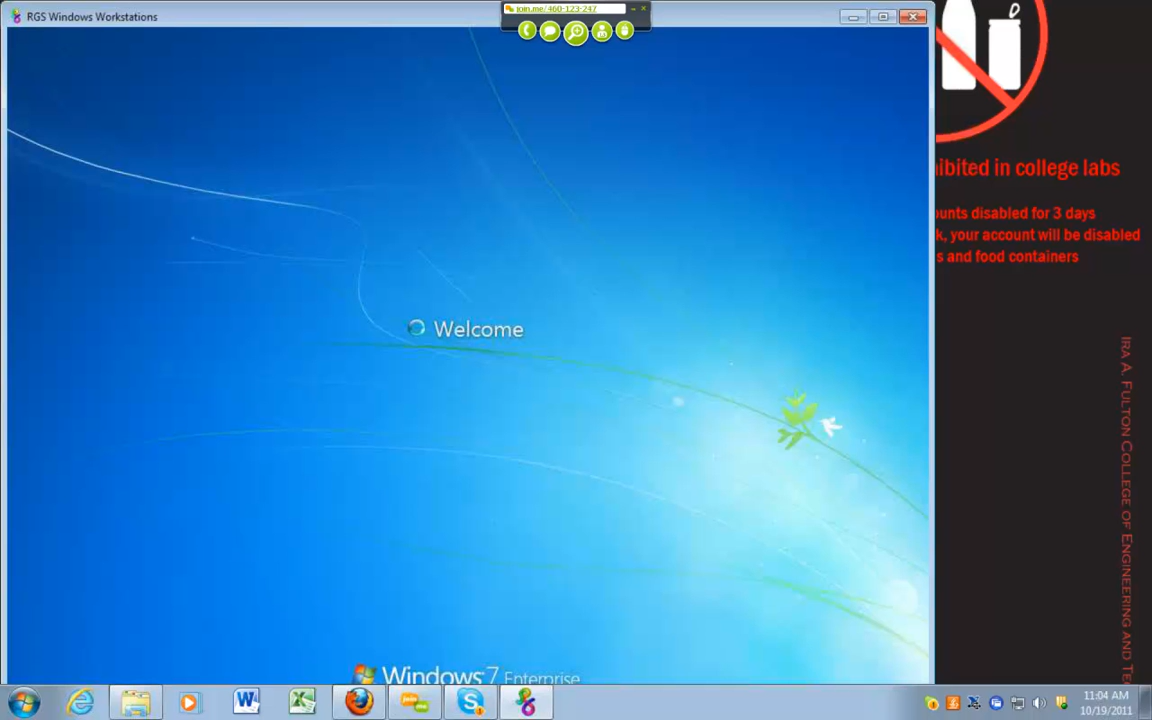 RGS Windows Workstations
join.me/460-123-247
ibited in college labs
unts disabled for 3 days
k, your account will be disabled
s and food containers
Welcome
IRA A. FULTON COLLEGE OF ENGINEERING AND TE
Windows 7 Enterprise
11:04 AM
10/19/2011